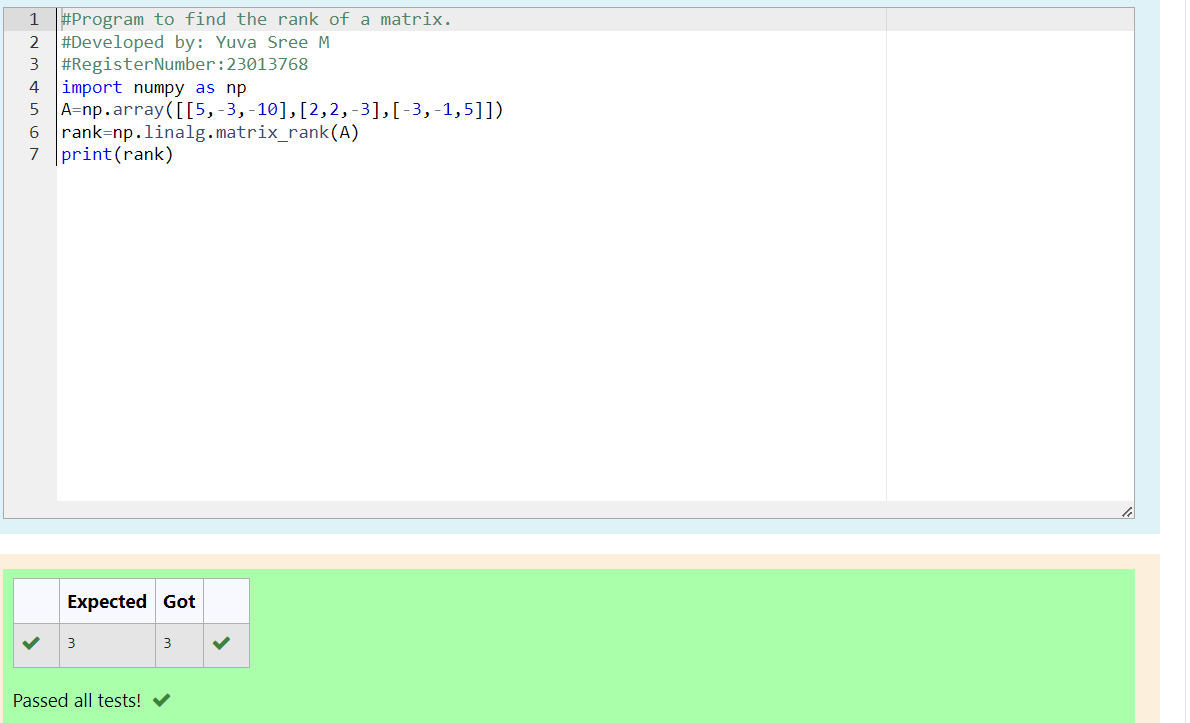 1 #Program to find the rank of a matrix.
2 #Developed by: Yuva Sree M
3 #RegisterNumber:23013768
4 import numpy as np
5 A=np.array([[5,-3,-10],[2,2,-3],[-3,-1,5]])
6 rank=np.linalg.matrix_rank(A)
7 print(rank)
Expected Got
3 3
Passed all tests!